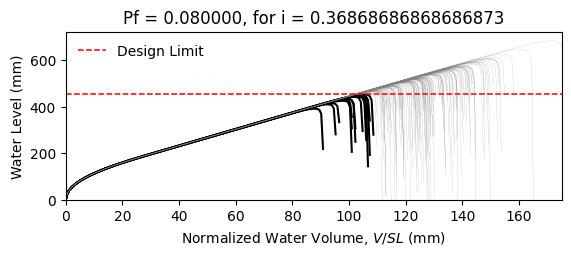 Pf = 0.080000, for i = 0.36868686868686873
Design Limit
Water Level (mm)
600
400
200
0
0 20 40 60 80 100 120 140 160
Normalized Water Volume, V/SL (mm)